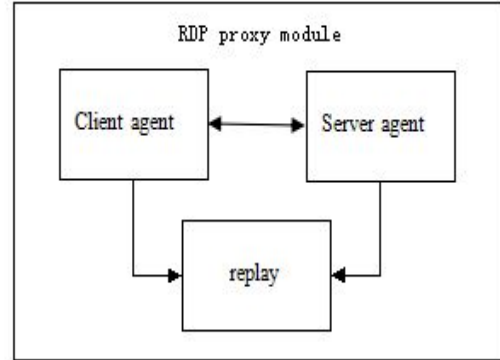 RDP proxy module
Client agent
Server agent
replay